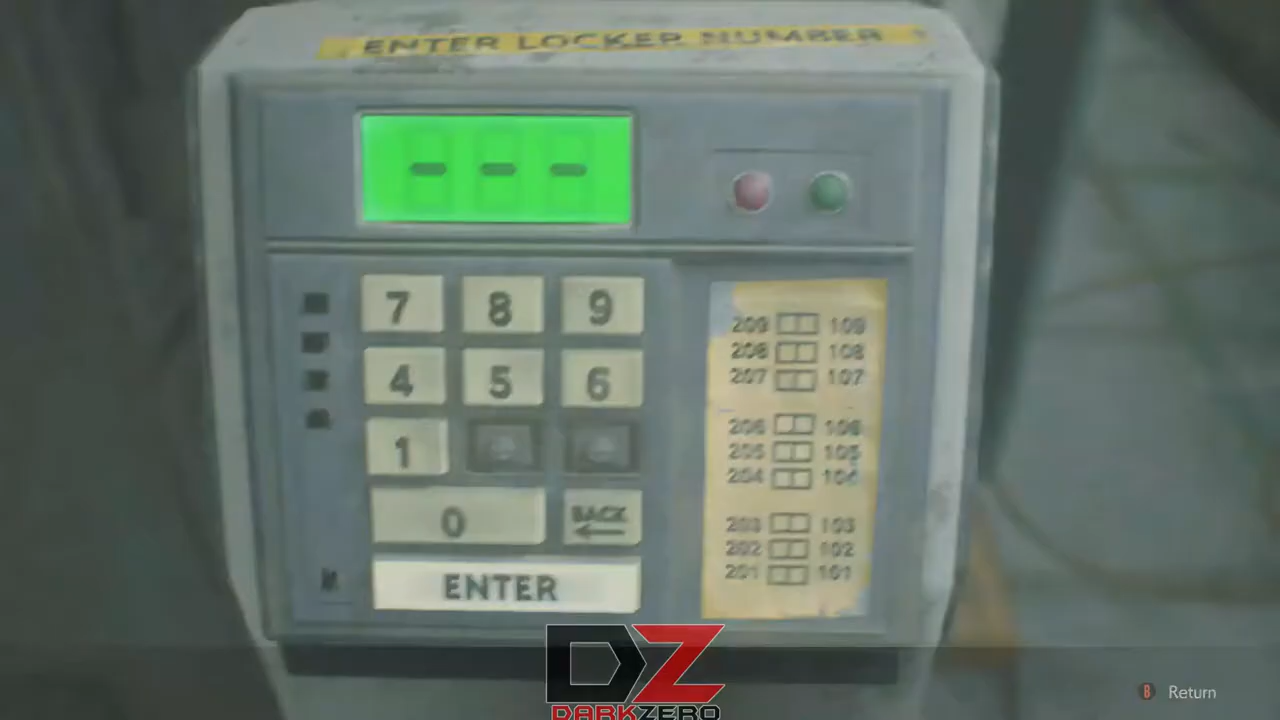 ENTER LOCKER NUMBER
- - -
7 8 9
4 5 6
1
0 BACK
ENTER
209 109
208 108
207 107
206 106
205 105
204 104
203 103
202 102
201 101
DZ
DARKZERO
B Return